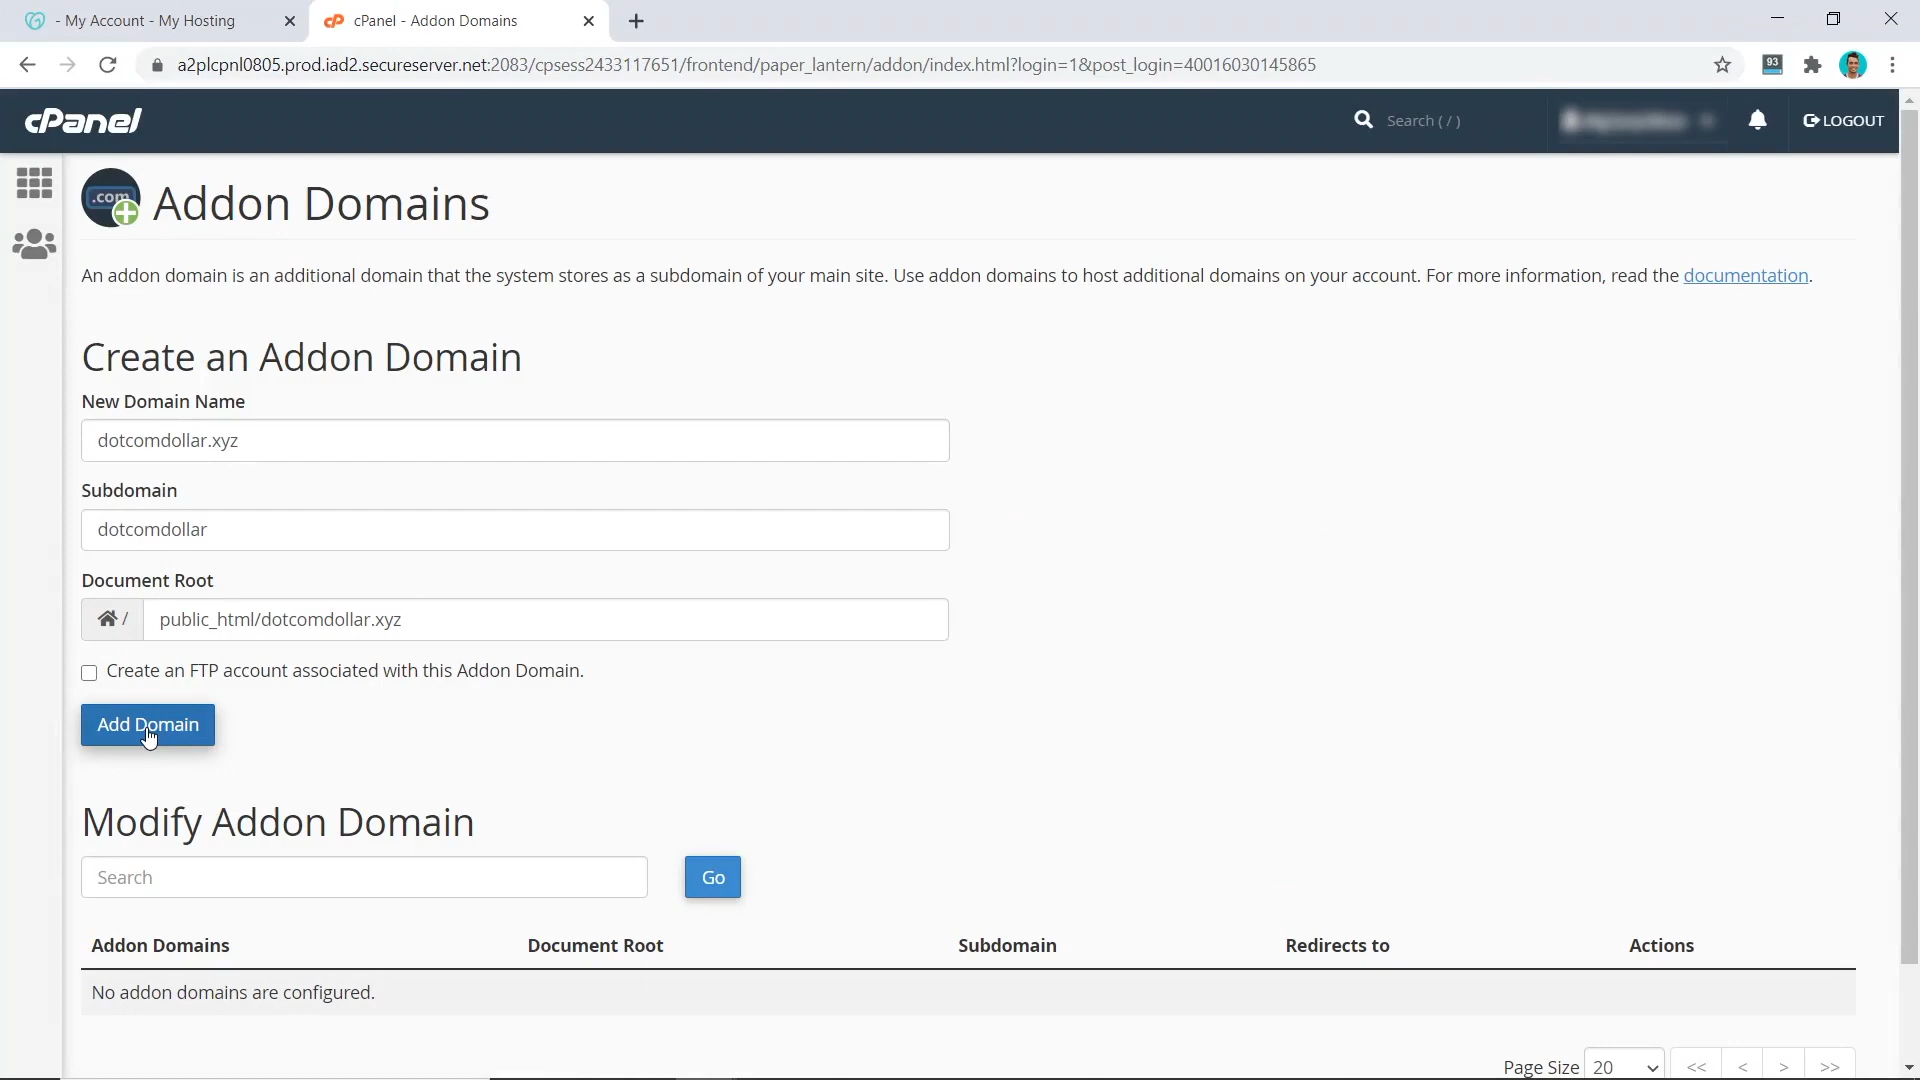 - My Account - My Hosting
cPanel - Addon Domains
a2plcpnl0805.prod.iad2.secureserver.net:2083/cpsess2433117651/frontend/paper_lantern/addon/index.html?login=1&post_login=40016030145865
93
cPanel
Search ( / )
LOGOUT
.com
Addon Domains
An addon domain is an additional domain that the system stores as a subdomain of your main site. Use addon domains to host additional domains on your account. For more information, read the documentation.
Create an Addon Domain
New Domain Name
dotcomdollar.xyz
Subdomain
dotcomdollar
Document Root
/ public_html/dotcomdollar.xyz
Create an FTP account associated with this Addon Domain.
Add Domain
Modify Addon Domain
Search
Go
Addon Domains Document Root Subdomain Redirects to Actions
No addon domains are configured.
Page Size 20 << < > >>